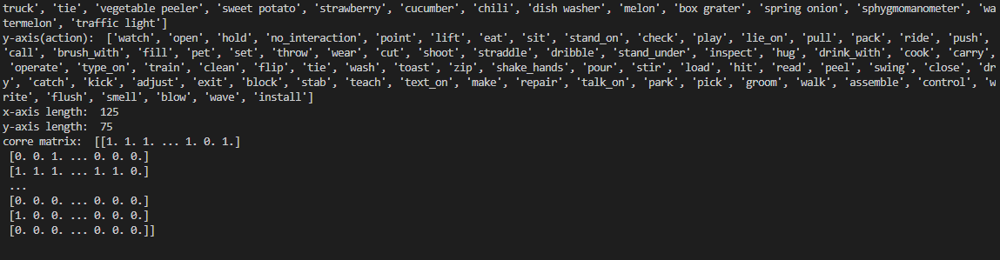 truck', 'tie', 'vegetable peeler', 'sweet potato', 'strawberry', 'cucumber', 'chili', 'dish washer', 'melon', 'box grater', 'spring onion', 'sphygmomanometer', 'wa
termelon', 'traffic light']
y-axis(action):  ['watch', 'open', 'hold', 'no_interaction', 'point', 'lift', 'eat', 'sit', 'stand_on', 'check', 'play', 'lie_on', 'pull', 'pack', 'ride', 'push',
'call', 'brush_with', 'fill', 'pet', 'set', 'throw', 'wear', 'cut', 'shoot', 'straddle', 'dribble', 'stand_under', 'inspect', 'hug', 'drink_with', 'cook', 'carry',
 'operate', 'type_on', 'train', 'clean', 'flip', 'tie', 'wash', 'toast', 'zip', 'shake_hands', 'pour', 'stir', 'load', 'hit', 'read', 'peel', 'swing', 'close', 'dr
y', 'catch', 'kick', 'adjust', 'exit', 'block', 'stab', 'teach', 'text_on', 'make', 'repair', 'talk_on', 'park', 'pick', 'groom', 'walk', 'assemble', 'control', 'w
rite', 'flush', 'smell', 'blow', 'wave', 'install']
x-axis length:  125
y-axis length:  75
corre matrix:  [[1. 1. 1. ... 1. 0. 1.]
 [0. 0. 1. ... 0. 0. 0.]
 [1. 1. 1. ... 1. 1. 0.]
 ...
 [0. 0. 0. ... 0. 0. 0.]
 [1. 0. 0. ... 0. 0. 0.]
 [0. 0. 0. ... 0. 0. 0.]]